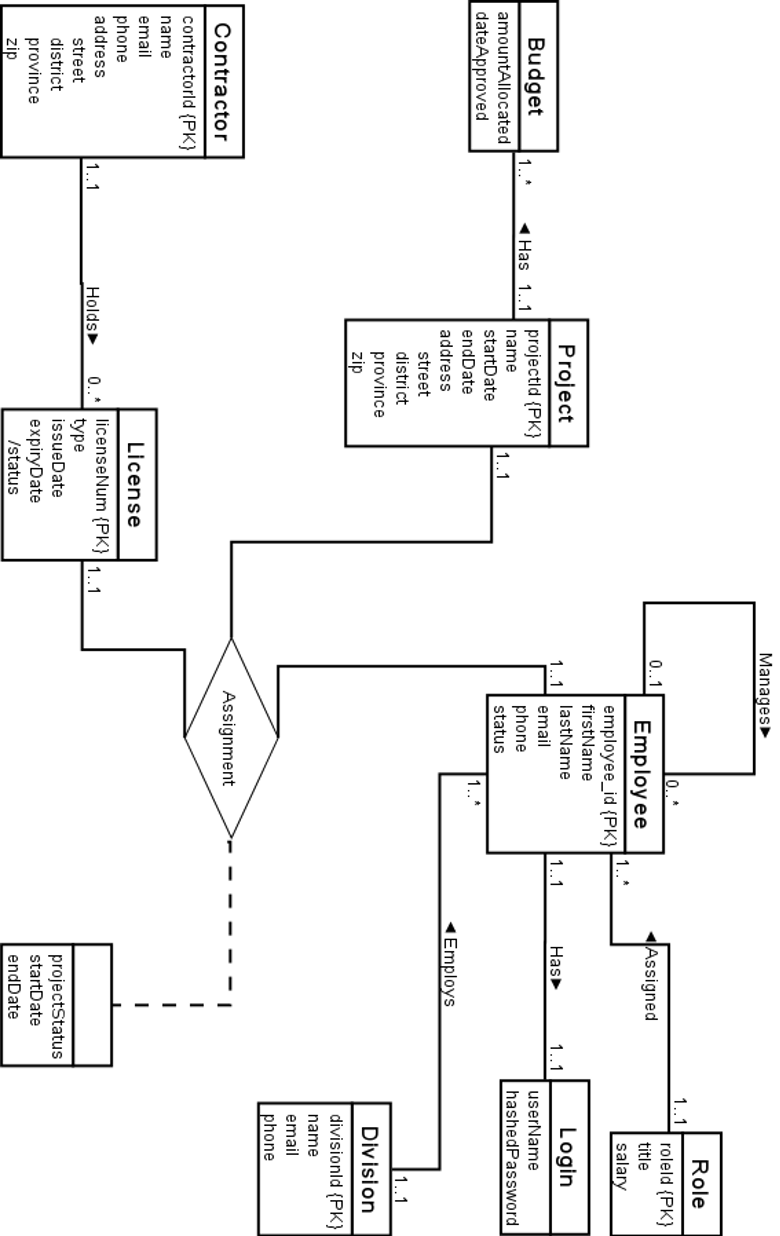 Contractor
contractorId {PK}
name
email
phone
address
street
district
province
zip
1..1
Holds▶
0..*
License
licenseNum {PK}
type
issueDate
expiryDate
/status
1..1
Budget
amountAllocated
dateApproved
1..*
◀ Has
1..1
Project
projectId {PK}
name
startDate
endDate
address
street
district
province
zip
1..1
Assignment
projectStatus
startDate
endDate
Manages▶
0..1
0..*
1..1
Employee
employee_id {PK}
firstName
lastName
email
phone
status
1..*
◀Assigned
1..1
Role
roleId {PK}
title
salary
1..1
Has▶
1..1
Login
userName
hashedPassword
1..*
◀Employs
1..1
Division
divisionId {PK}
name
email
phone